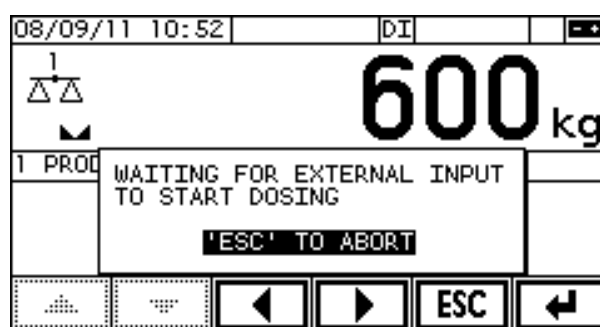 08/09/11 10:52 DI
1
600 kg
1 PROD
WAITING FOR EXTERNAL INPUT
TO START DOSING
'ESC' TO ABORT
ESC